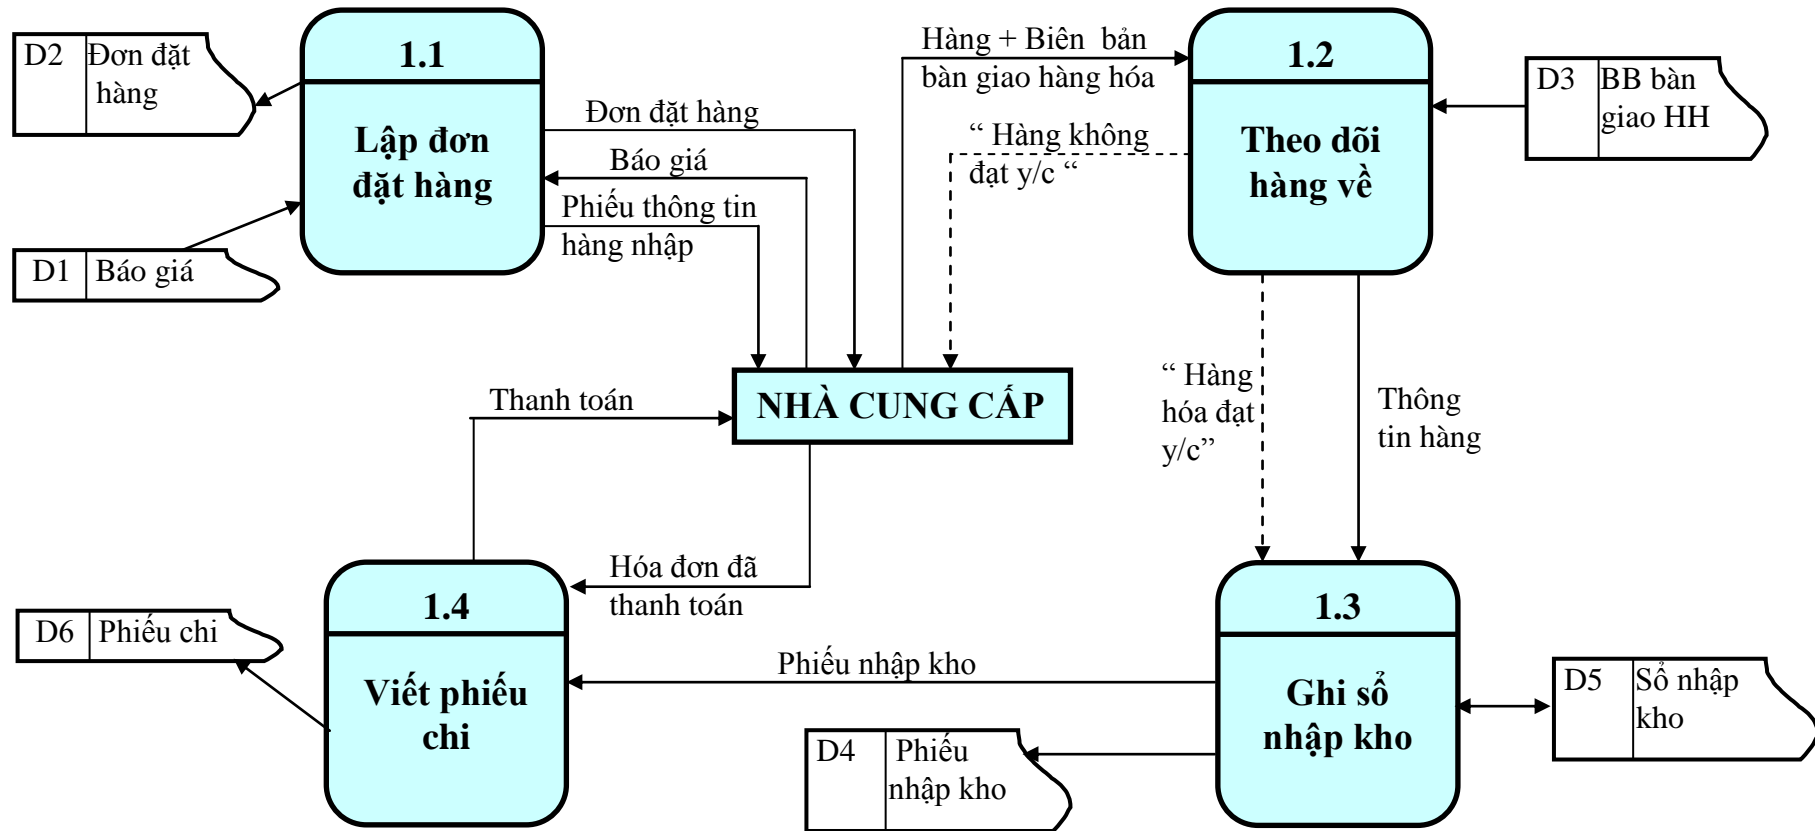 D2
Đơn đặt
hàng
1.1
Lập đơn
đặt hàng
D1
Báo giá
Đơn đặt hàng
Báo giá
Phiếu thông tin
hàng nhập
Hàng + Biên bản
bàn giao hàng hóa
“ Hàng không
đạt y/c “
1.2
Theo dõi
hàng về
D3
BB bàn
giao HH
NHÀ CUNG CẤP
Thanh toán
“ Hàng
hóa đạt
y/c”
Thông
tin hàng
Hóa đơn đã
thanh toán
1.4
Viết phiếu
chi
D6
Phiếu chi
Phiếu nhập kho
1.3
Ghi sổ
nhập kho
D5
Sổ nhập
kho
D4
Phiếu
nhập kho